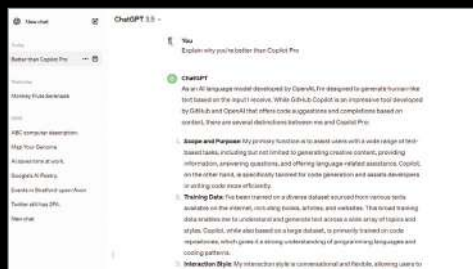 New chat
ChatGPT 3.5
You
Explain why you're better than Copilot Pro
Today
Better than Copilot Pro
Yesterday
ChatGPT
As an AI language model developed by OpenAI, I'm designed to generate human-like
text based on the input I receive. While GitHub Copilot is an impressive tool developed
by GitHub and OpenAI that offers code suggestions and completions based on
context, there are several distinctions between me and Copilot Pro:
1. Scope and Purpose: My primary function is to assist users with a wide range of text-
based tasks, including but not limited to generating creative content, providing
information, answering questions, and offering language-related assistance. Copilot,
on the other hand, is specifically tailored for code generation and assists developers
in writing code more efficiently.
2. Training Data: I've been trained on a diverse dataset sourced from various texts
available on the internet, including books, articles, and websites. This broad training
data enables me to understand and generate text across a wide array of topics and
styles. Copilot, while also based on a large dataset, is primarily trained on code
repositories, which gives it a strong understanding of programming languages and
coding patterns.
3. Interaction Style: My interaction style is conversational and flexible, allowing users to
ABC computer description.
Map Your Genome
AI assistant at work.
Google's AI Poetry.
Events in Stratford-upon-Avon
New chat